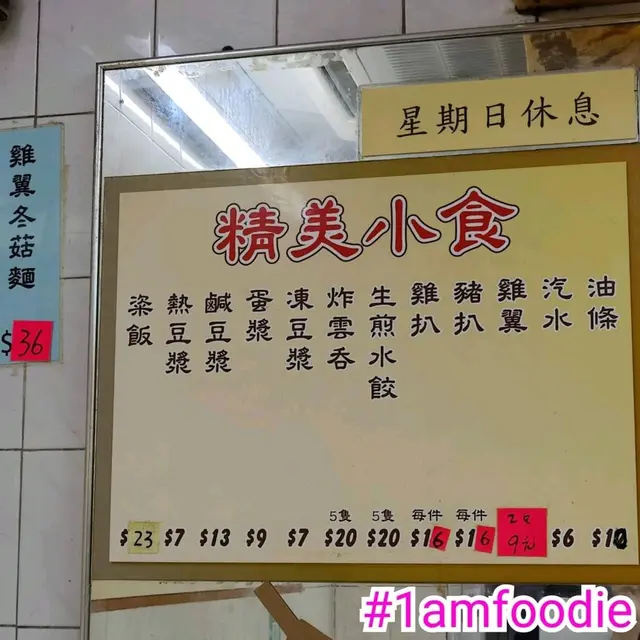 雞翼冬菇麵
$36
星期日休息
精美小食
粢飯
$23
熱豆漿
$7
鹹豆漿
$13
蛋漿
$9
凍豆漿
$7
炸雲吞
5隻
$20
生煎水餃
5隻
$20
雞扒
每件
$16
豬扒
每件
$16
雞翼
9元
汽水
$6
油條
#1amfoodie